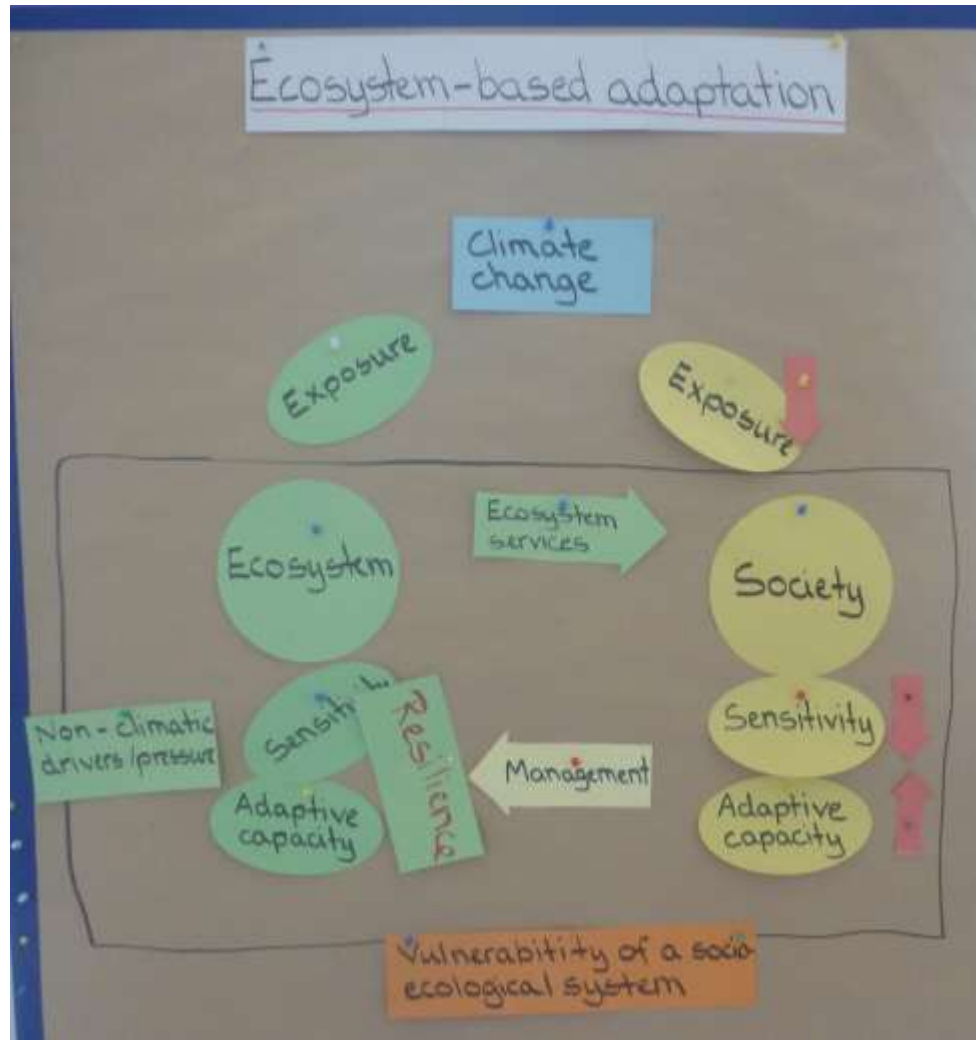 Ecosystem-based adaptation
Climate
change
Exposure
Exposure
Ecosystem
Ecosystem
services
Society
Non-climatic
drivers/pressure
Resilience
Management
Sensitivity
Adaptive
capacity
Adaptive
capacity
Vulnerabitity of a socio
ecological system